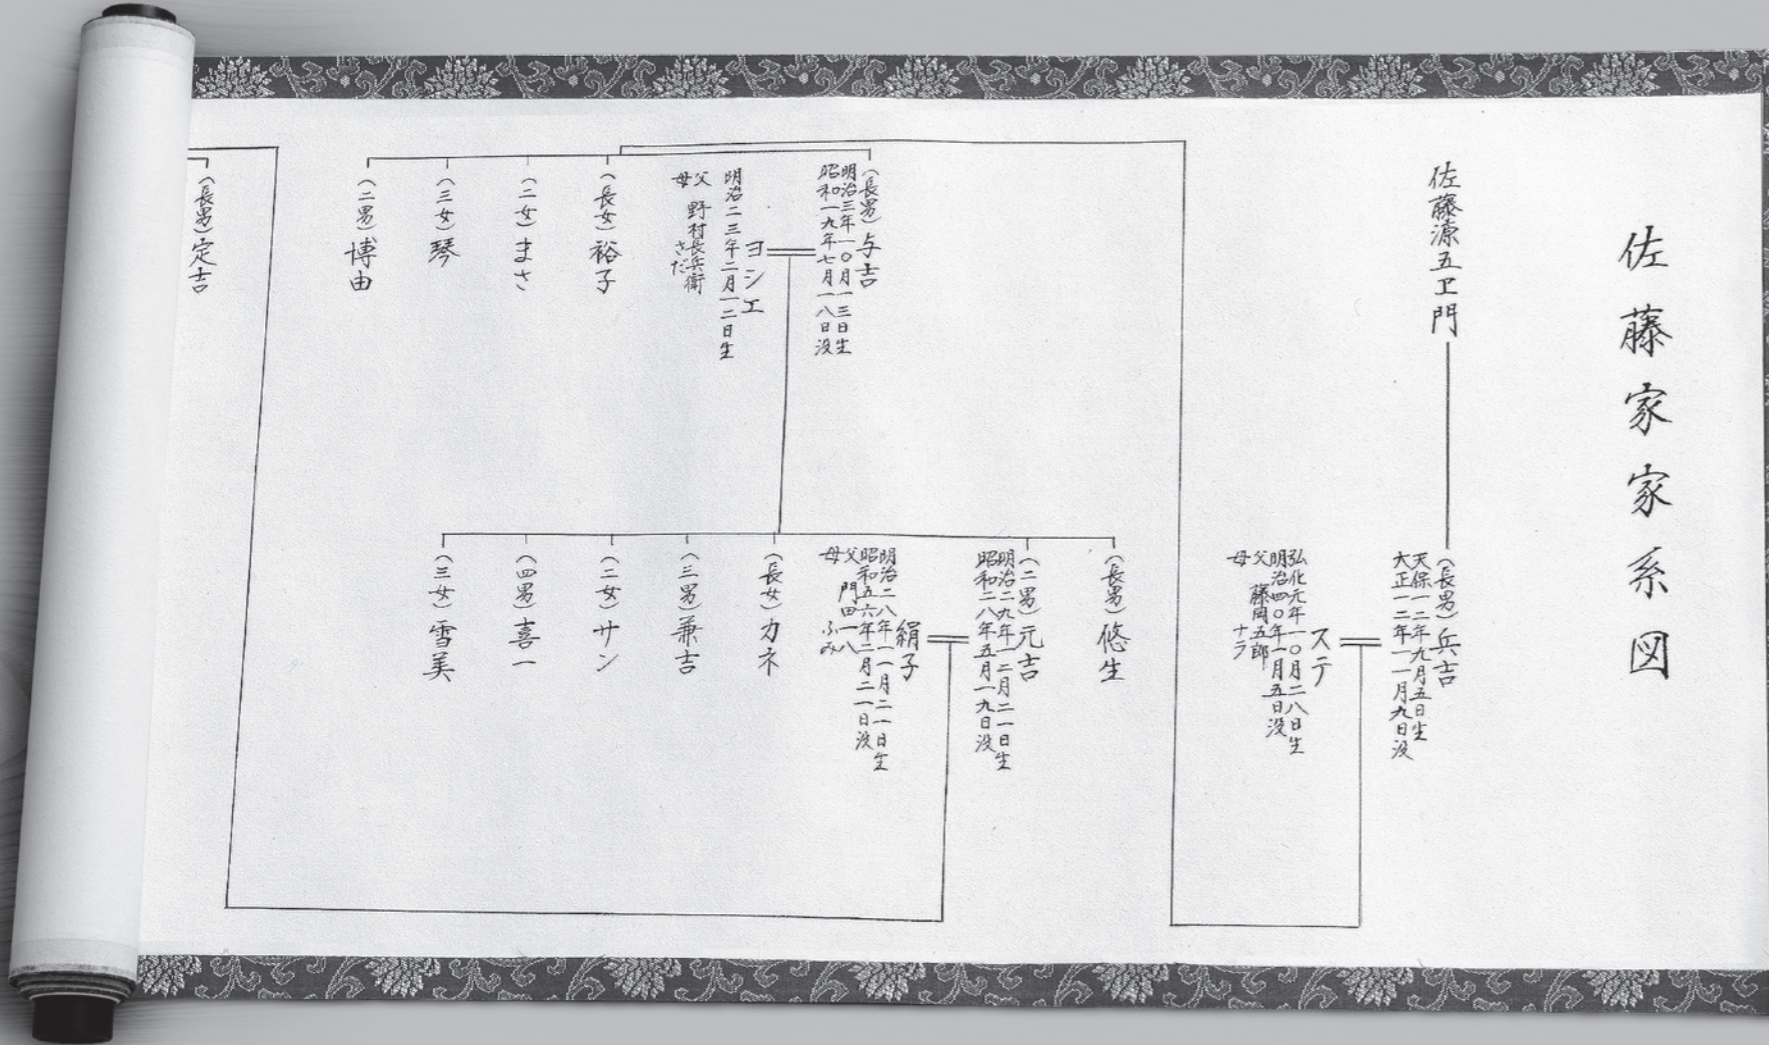 佐藤家家系図
佐藤源五ヱ門
(長男)兵吉
天保一二年九月五日生
大正一二年一一月九日没
ステ
弘化元年一〇月二八日生
明治四〇年一月五日没
父 藤岡五郎
母 ナラ
(長男)与吉
明治三年一〇月一三日生
昭和一九年七月一八日没
ヨシエ
明治二三年二月一二日生
父 野村長兵衛
母 さだ
(長女)裕子
(二女)まさ
(三女)琴
(二男)博由
(長男)悠生
(二男)元吉
明治二九年一二月二一日生
昭和二八年五月一九日没
絹子
明治二八年一一月二一日生
昭和五六年二月二一日没
父 門田一八
母 ふみ
(長女)カネ
(三男)兼吉
(二女)サン
(四男)喜一
(三女)雪美
(長男)定吉